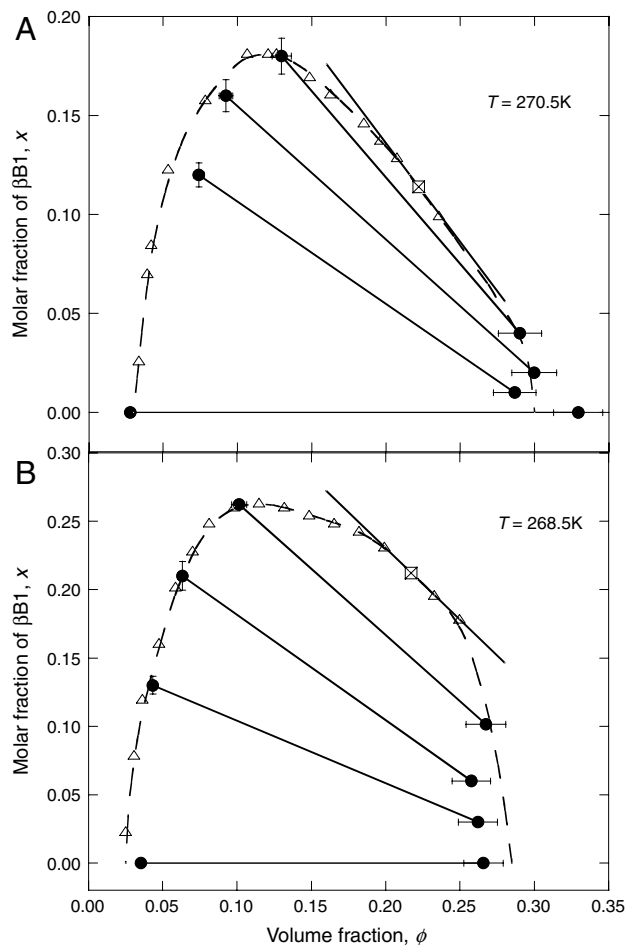 A
0.20
0.15
0.10
0.05
0.00
Molar fraction of βB1, x
T = 270.5K
B
0.30
0.25
0.20
0.15
0.10
0.05
0.00
Molar fraction of βB1, x
T = 268.5K
0.00 0.05 0.10 0.15 0.20 0.25 0.30 0.35
Volume fraction, ϕ